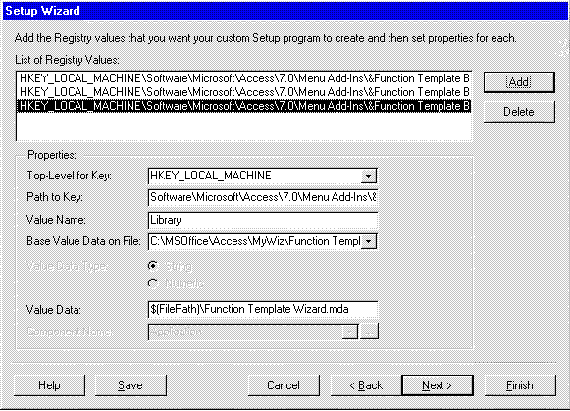 Setup Wizard
Add the Registry values that you want your custom Setup program to create and then set properties for each.
List of Registry Values:
HKEY_LOCAL_MACHINE\Software\Microsoft\Access\7.0\Menu Add-Ins\&Function Template B
HKEY_LOCAL_MACHINE\Software\Microsoft\Access\7.0\Menu Add-Ins\&Function Template B
HKEY_LOCAL_MACHINE\Software\Microsoft\Access\7.0\Menu Add-Ins\&Function Template B
Add
Delete
Properties:
Top-Level for Key: HKEY_LOCAL_MACHINE
Path to Key: Software\Microsoft\Access\7.0\Menu Add-Ins\&
Value Name: Library
Base Value Data on File: C:\MSOffice\Access\MyWiz\Function Templ
Value Data Type: String
Numeric
Value Data: $(FilePath)\Function Template Wizard.mda
Component Name: Application ...
Help Save Cancel < Back Next > Finish